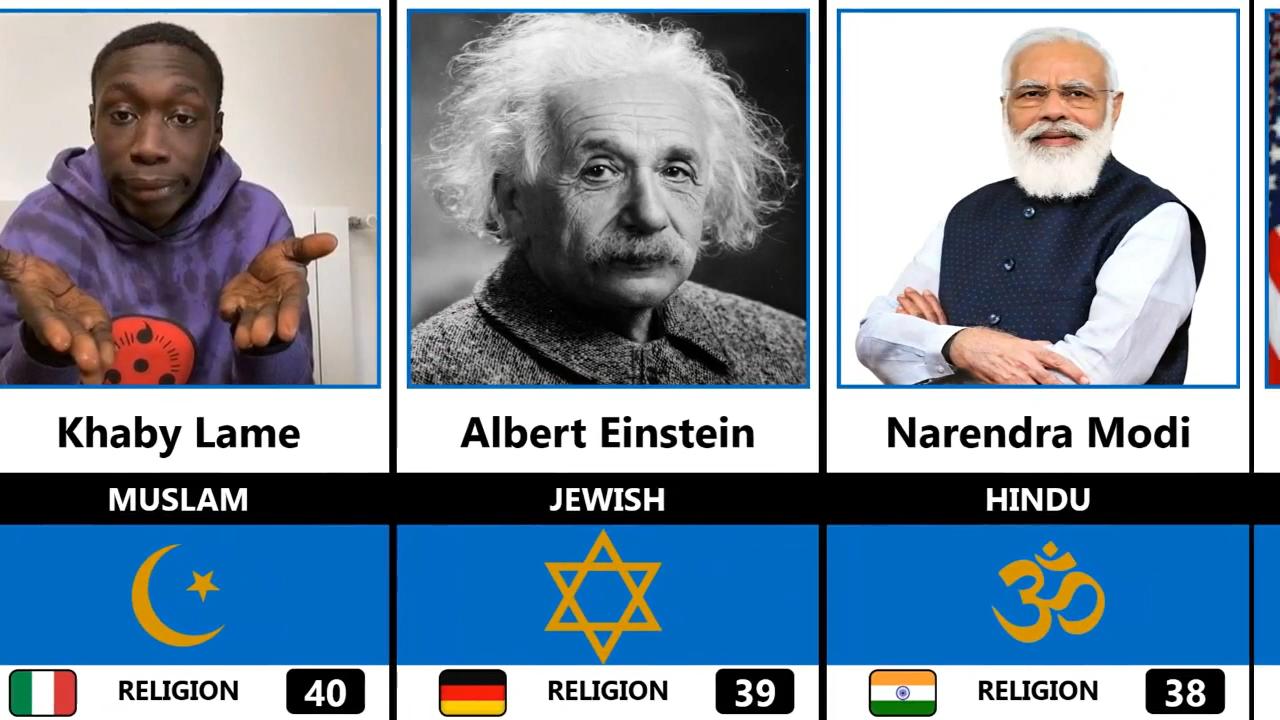 Khaby Lame
MUSLAM
RELIGION 40
Albert Einstein
JEWISH
RELIGION 39
Narendra Modi
HINDU
RELIGION 38